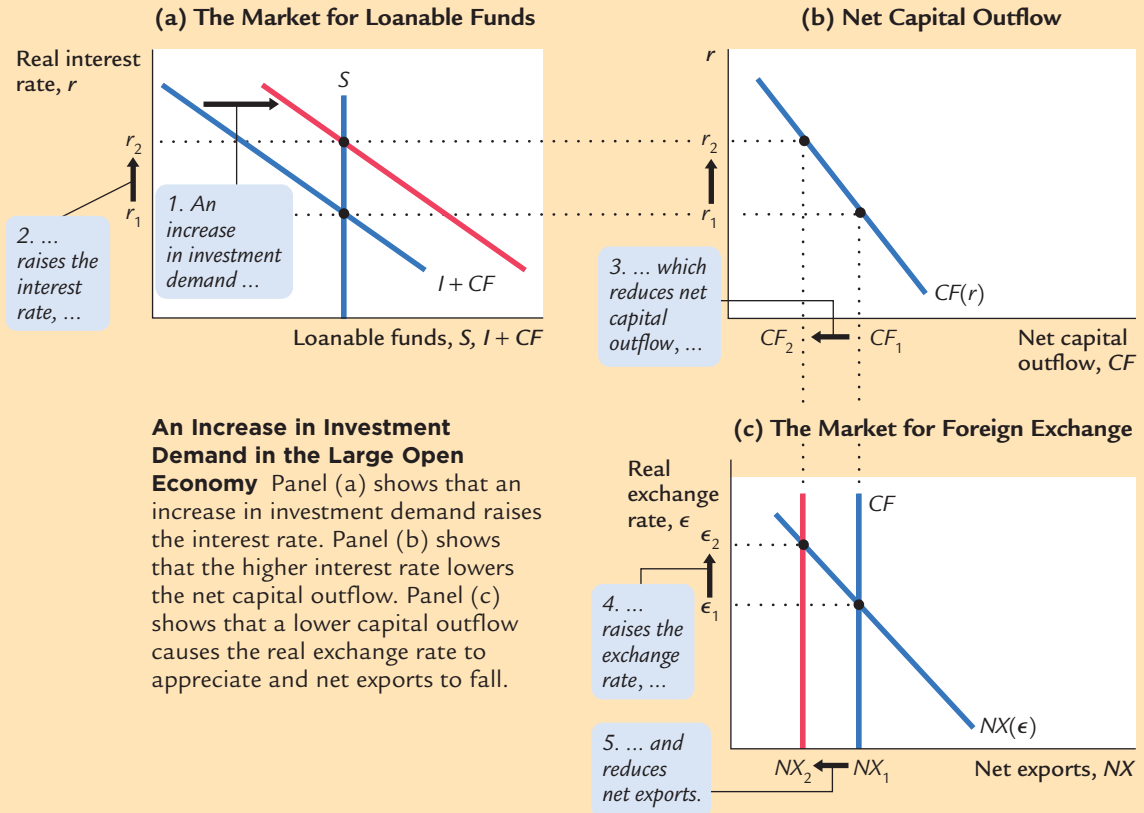 (a) The Market for Loanable Funds
Real interest
rate, r
S
r₂
r₁
1. An
increase
in investment
demand ...
2. ...
raises the
interest
rate, ...
I + CF
Loanable funds, S, I + CF
(b) Net Capital Outflow
r
r₂
r₁
3. ... which
reduces net
capital
outflow, ...
CF(r)
CF₂
CF₁
Net capital
outflow, CF
An Increase in Investment
Demand in the Large Open
Economy Panel (a) shows that an
increase in investment demand raises
the interest rate. Panel (b) shows
that the higher interest rate lowers
the net capital outflow. Panel (c)
shows that a lower capital outflow
causes the real exchange rate to
appreciate and net exports to fall.
(c) The Market for Foreign Exchange
Real
exchange
rate, ϵ
CF
ϵ₂
ϵ₁
4. ...
raises the
exchange
rate, ...
NX(ϵ)
5. ... and
reduces
net exports.
NX₂
NX₁
Net exports, NX